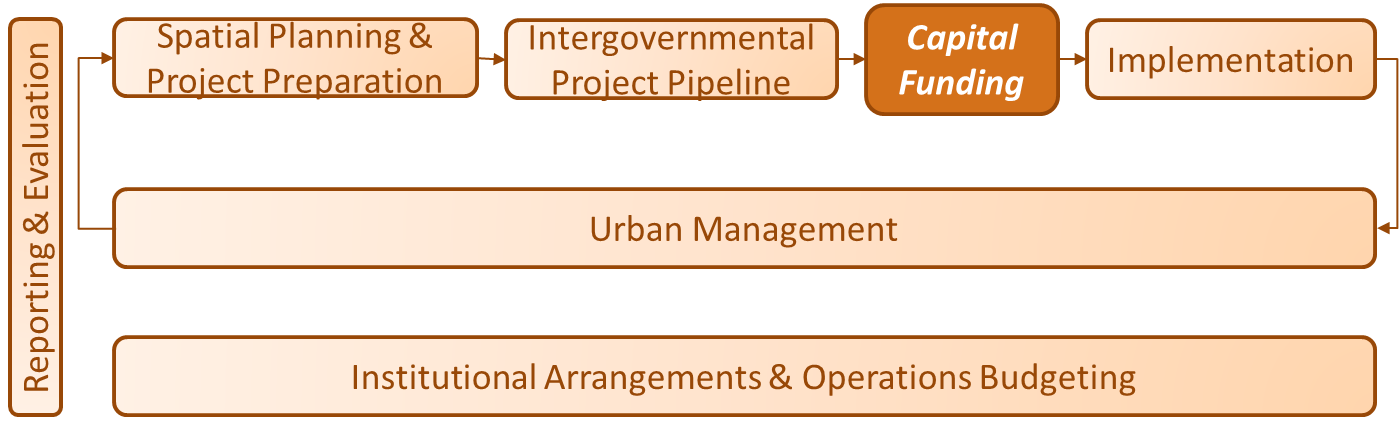 Reporting & Evaluation
Spatial Planning &
Project Preparation
Intergovernmental
Project Pipeline
Capital
Funding
Implementation
Urban Management
Institutional Arrangements & Operations Budgeting